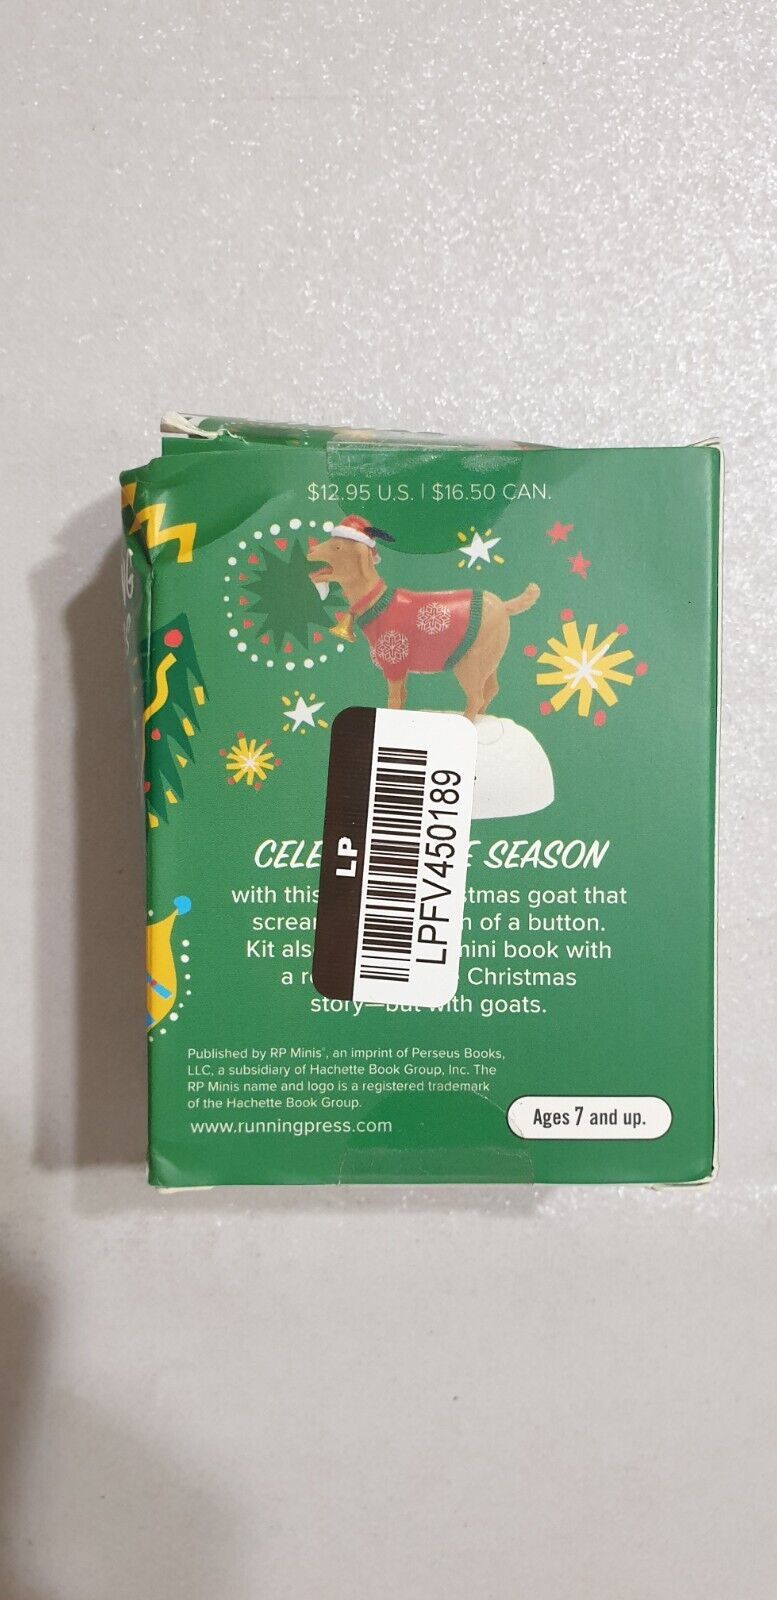 $12.95 U.S. | $16.50 CAN.
CELE E SEASON
with this stmas goat that
screa n of a button.
Kit als mini book with
a r Christmas
story—but with goats.
LP
LPFV450189
Published by RP Minis®, an imprint of Perseus Books,
LLC, a subsidiary of Hachette Book Group, Inc. The
RP Minis name and logo is a registered trademark
of the Hachette Book Group.
www.runningpress.com
Ages 7 and up.